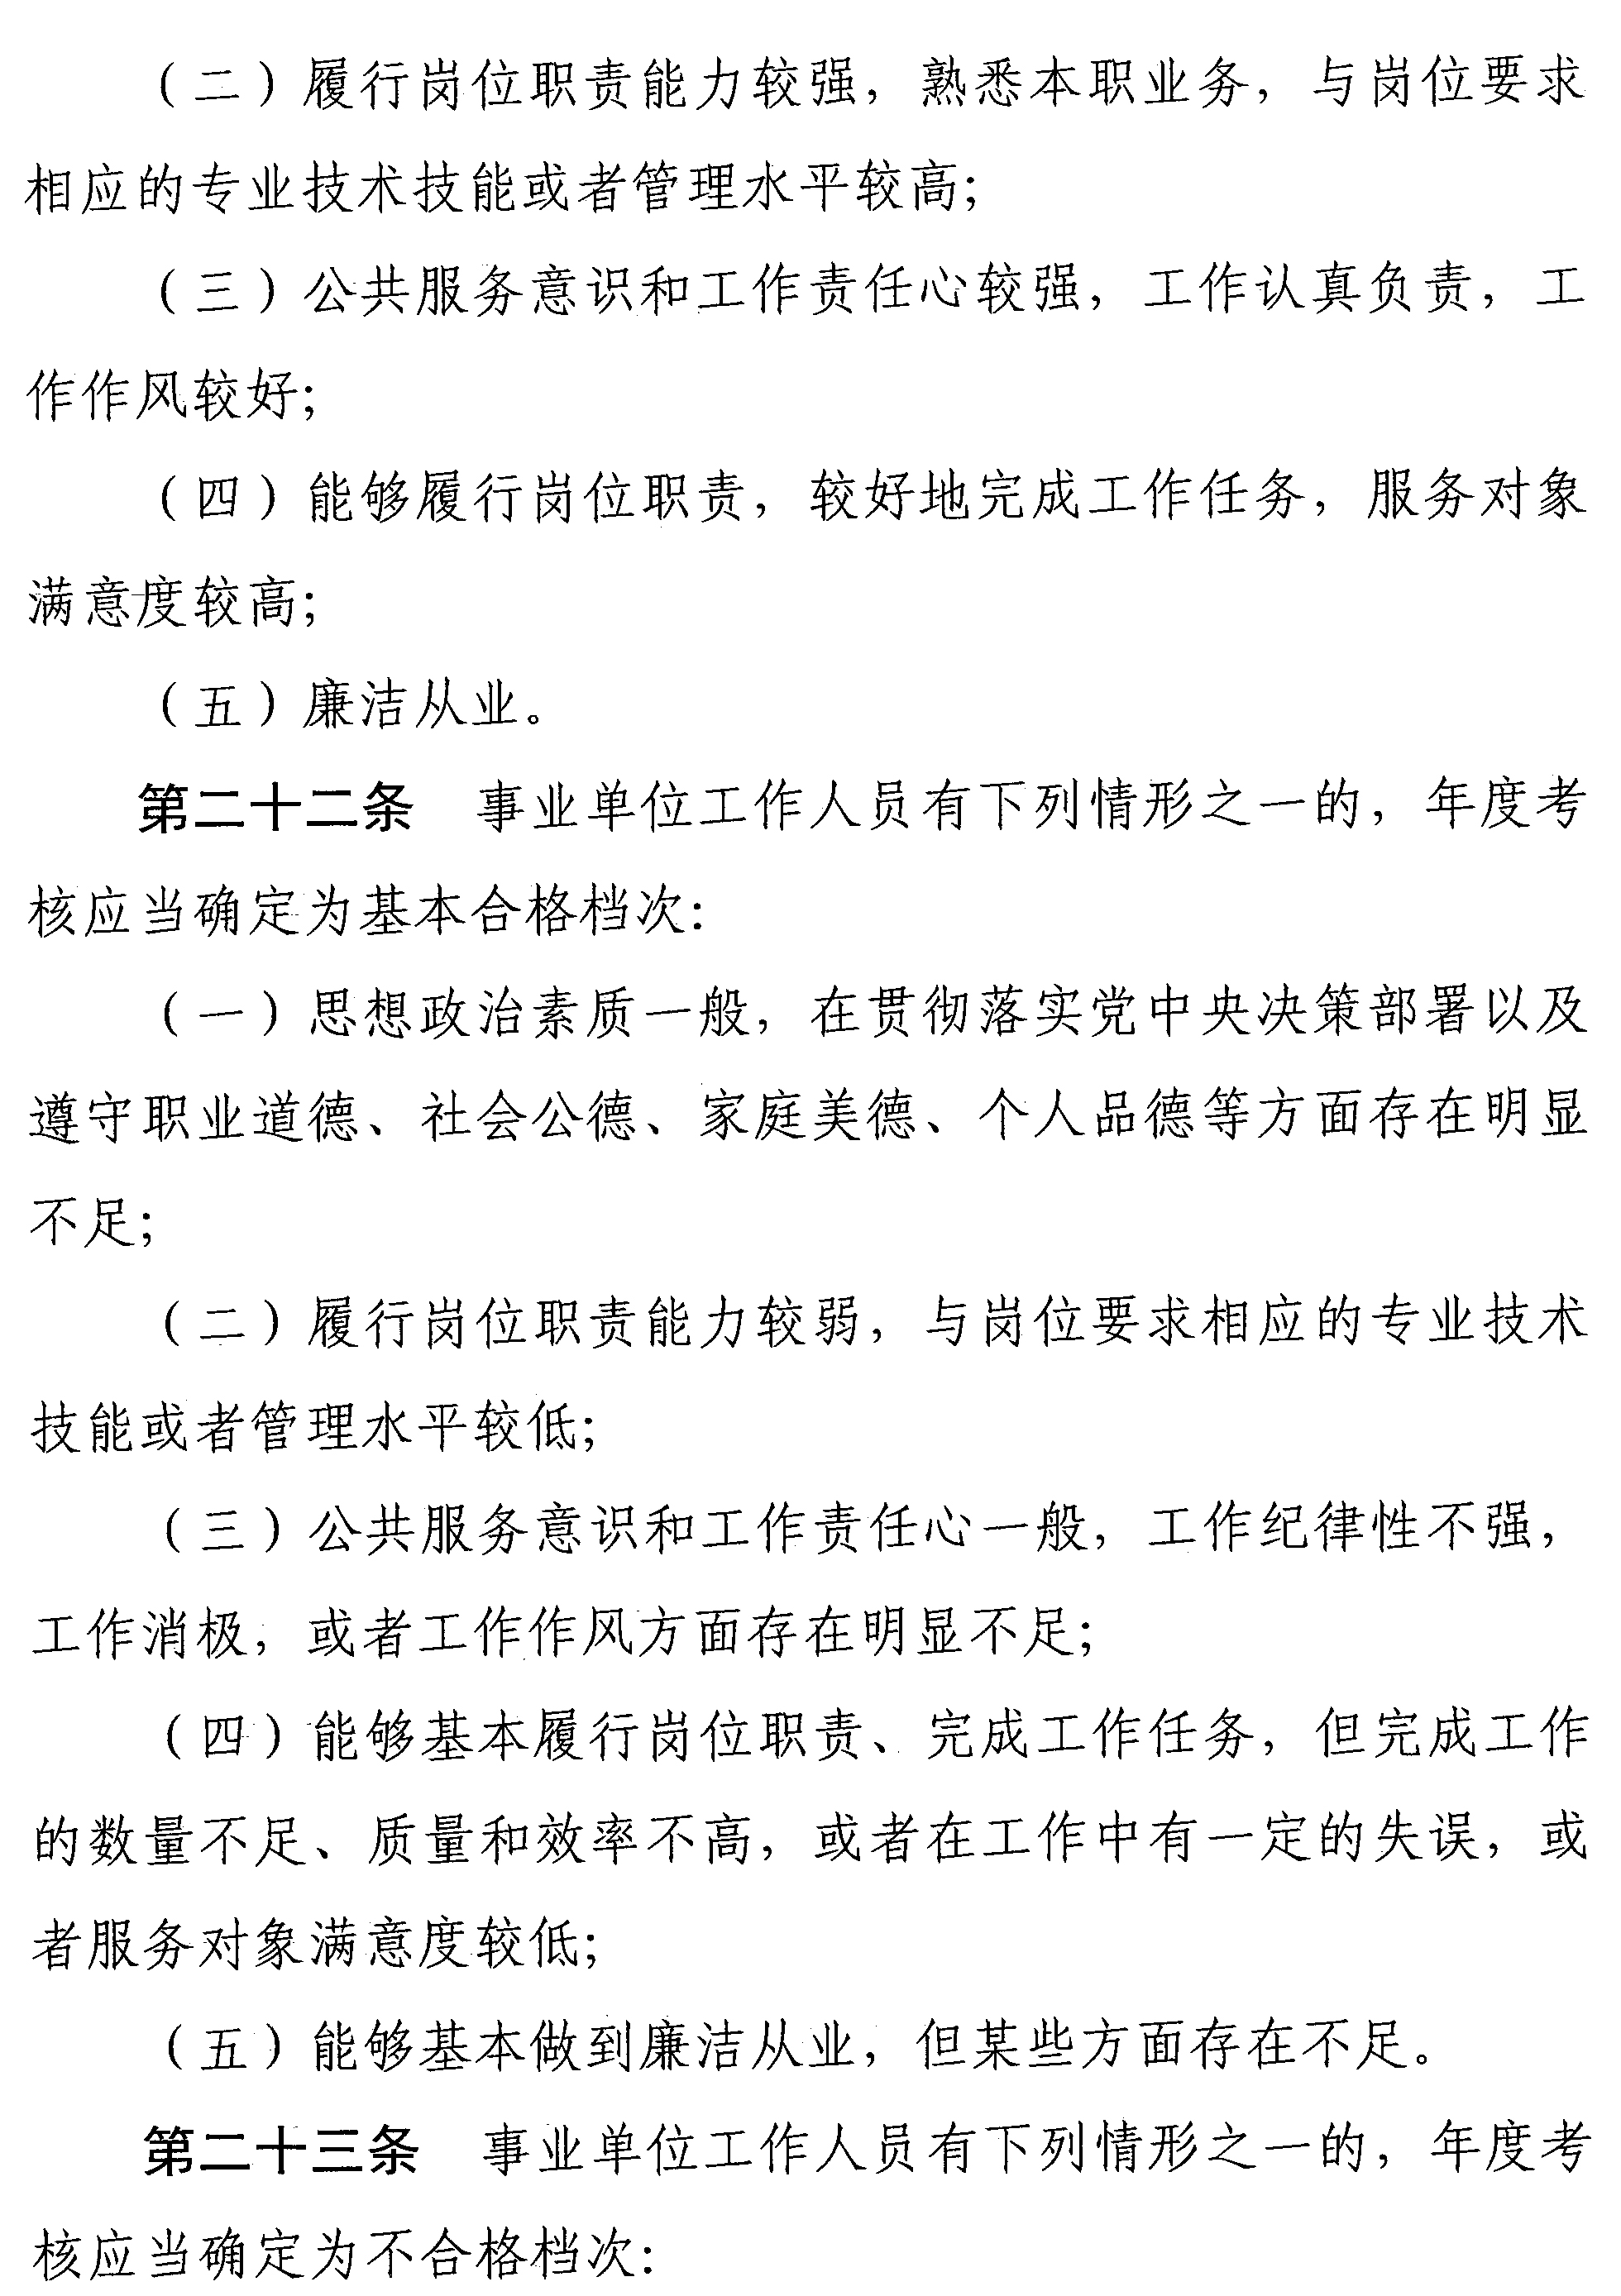 （二）履行岗位职责能力较强，熟悉本职业务，与岗位要求
相应的专业技术技能或者管理水平较高；
（三）公共服务意识和工作责任心较强，工作认真负责，工
作作风较好；
（四）能够履行岗位职责，较好地完成工作任务，服务对象
满意度较高；
（五）廉洁从业。
第二十二条　事业单位工作人员有下列情形之一的，年度考
核应当确定为基本合格档次：
（一）思想政治素质一般，在贯彻落实党中央决策部署以及
遵守职业道德、社会公德、家庭美德、个人品德等方面存在明显
不足；
（二）履行岗位职责能力较弱，与岗位要求相应的专业技术
技能或者管理水平较低；
（三）公共服务意识和工作责任心一般，工作纪律性不强，
工作消极，或者工作作风方面存在明显不足；
（四）能够基本履行岗位职责、完成工作任务，但完成工作
的数量不足、质量和效率不高，或者在工作中有一定的失误，或
者服务对象满意度较低；
（五）能够基本做到廉洁从业，但某些方面存在不足。
第二十三条　事业单位工作人员有下列情形之一的，年度考
核应当确定为不合格档次：